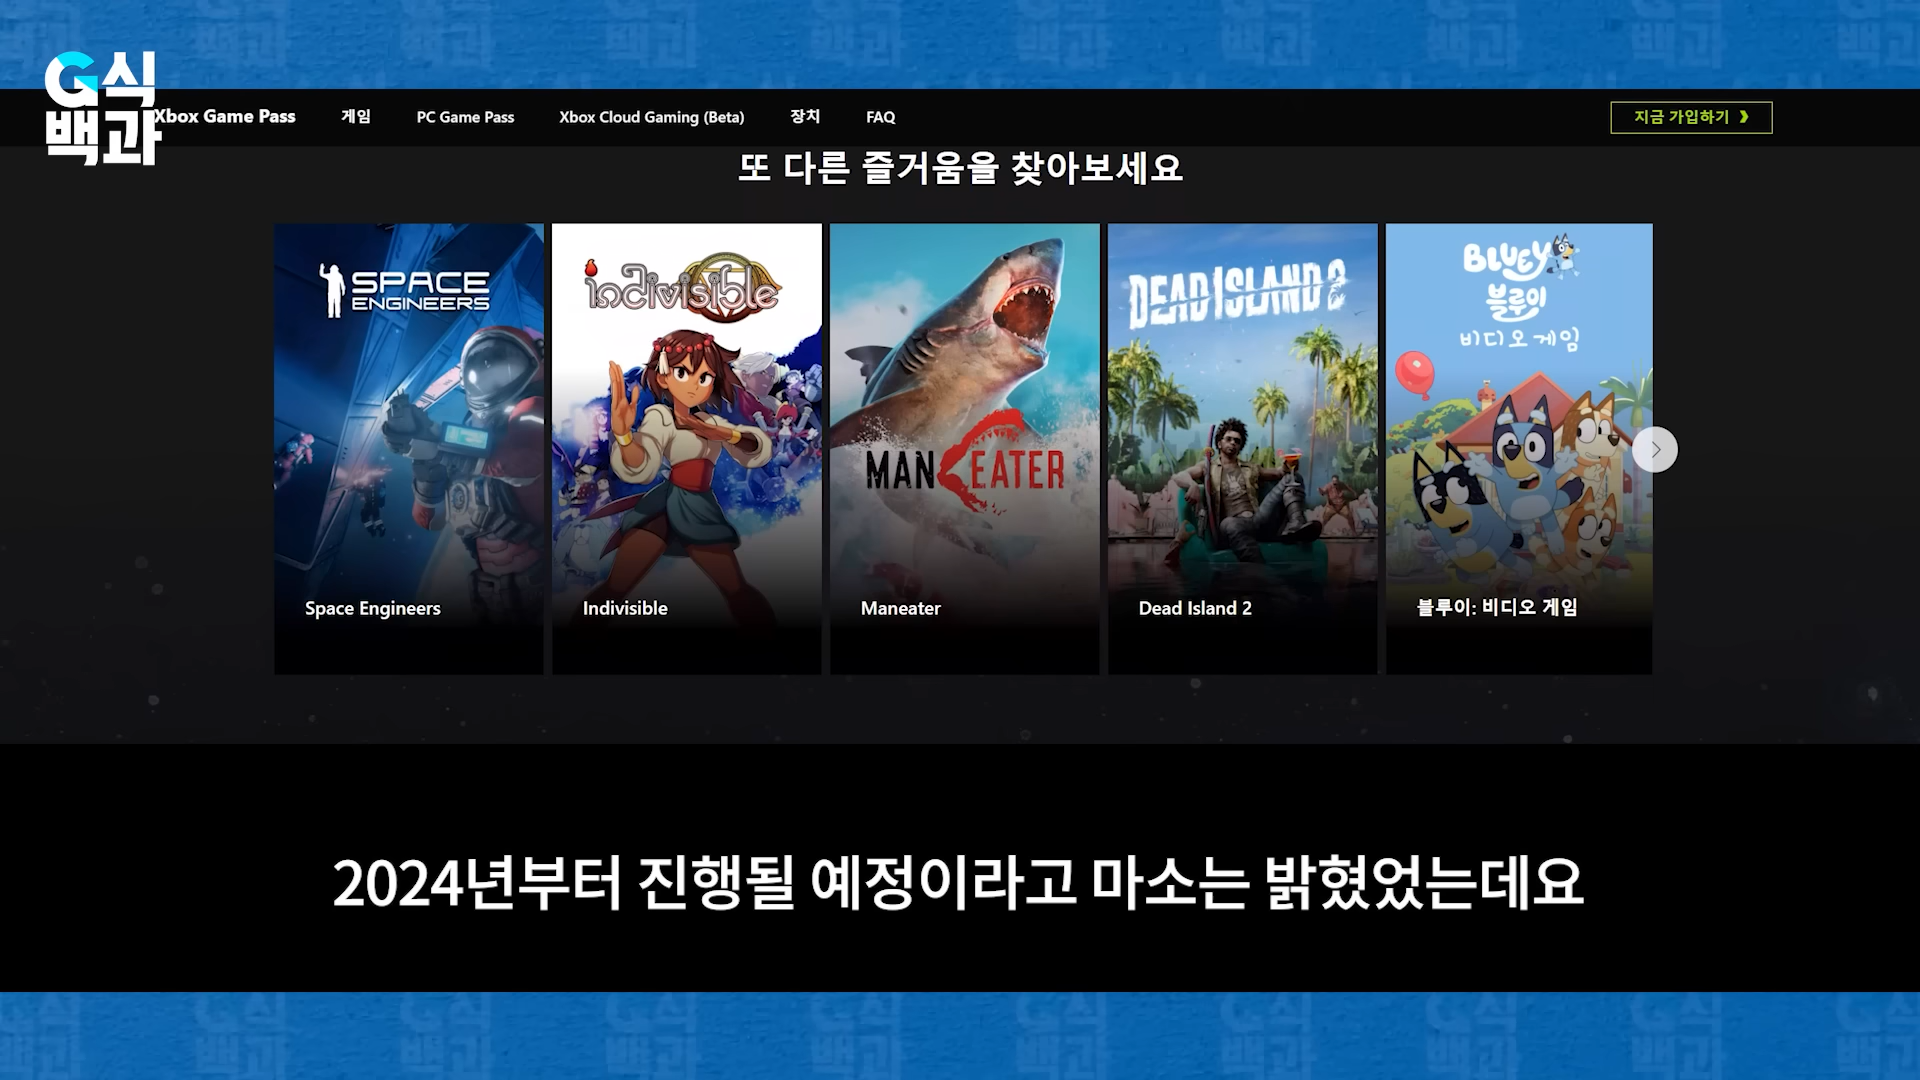 G식
백과
Xbox Game Pass
게임
PC Game Pass
Xbox Cloud Gaming (Beta)
장치
FAQ
지금 가입하기
또 다른 즐거움을 찾아보세요
SPACE
ENGINEERS
indivisible
MANEATER
DEAD ISLAND 2
BLUEY
블루이
비디오 게임
Space Engineers
Indivisible
Maneater
Dead Island 2
블루이: 비디오 게임
2024년부터 진행될 예정이라고 마소는 밝혔었는데요